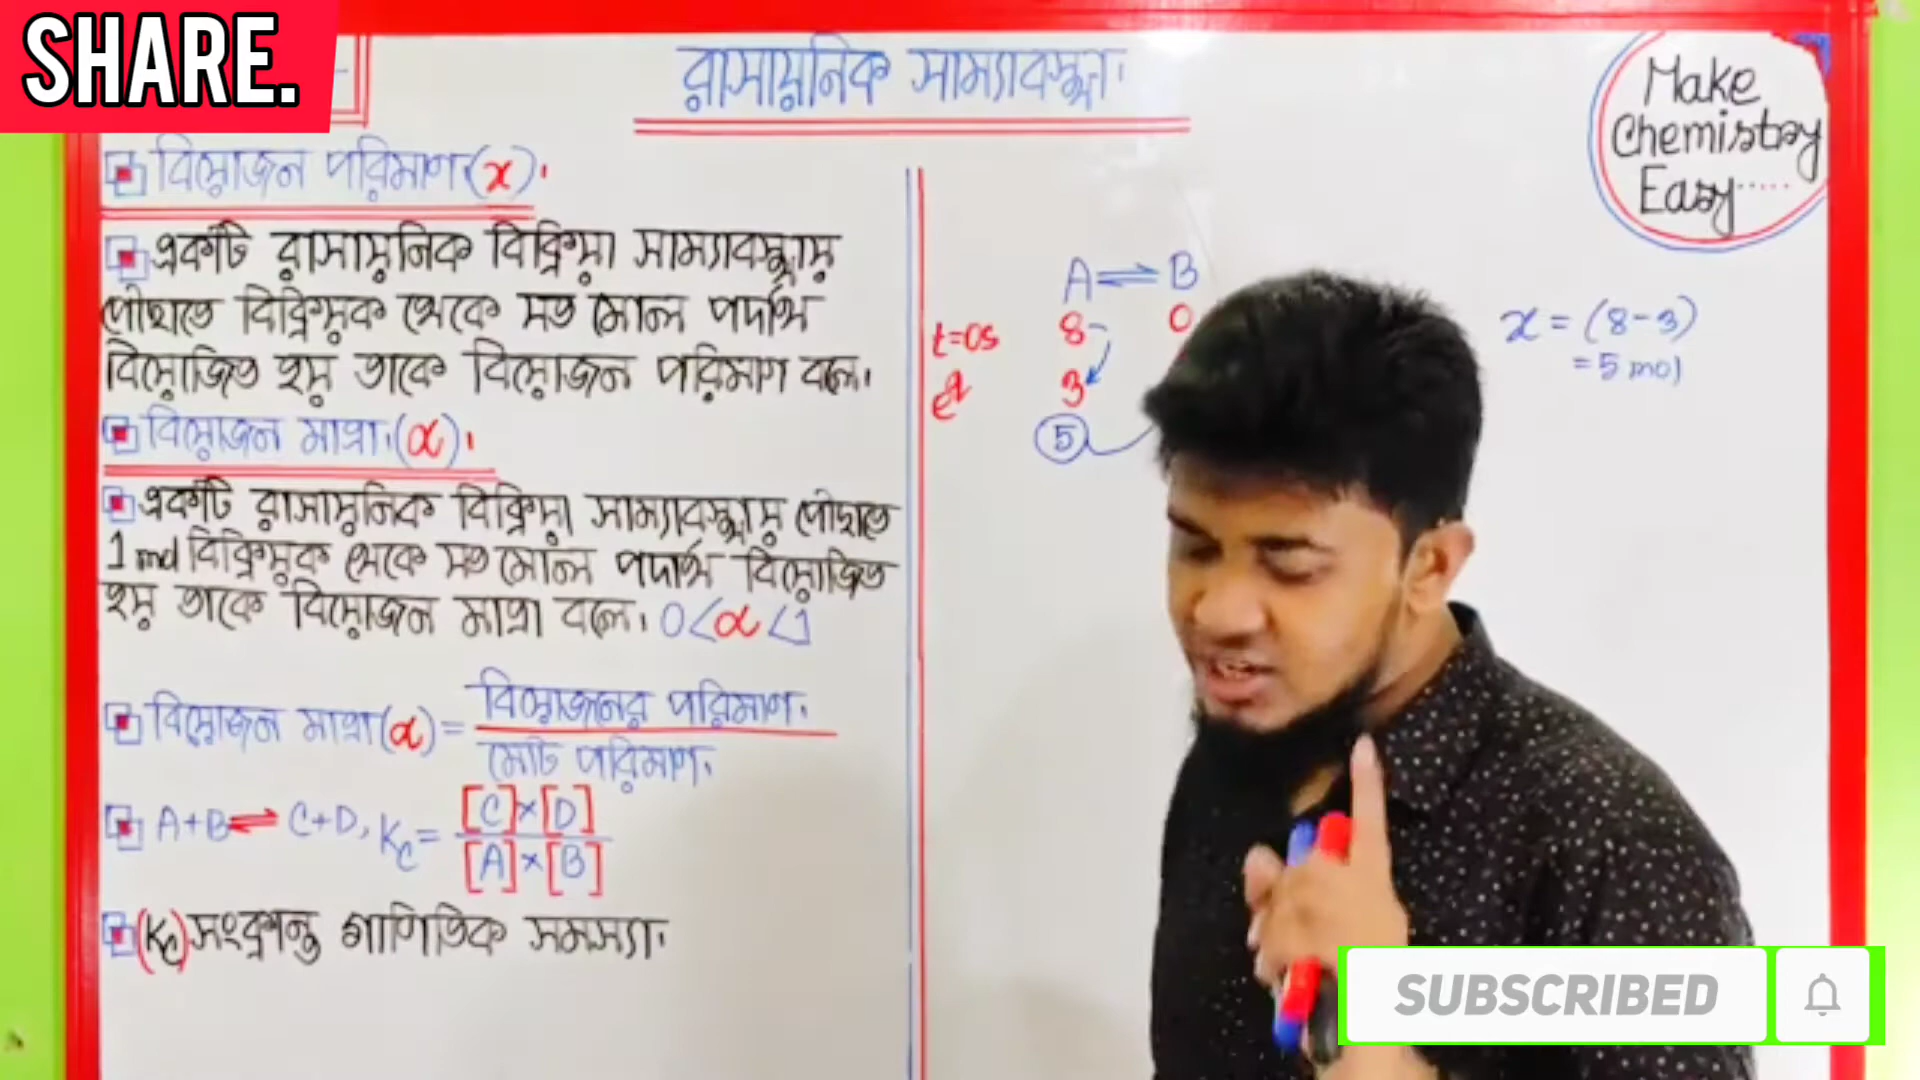 SHARE.
রাসায়নিক সাম্যাবস্থা।
Make
Chemistry
Easy.....
বিয়োজন পরিমাণ (x)।
একটি রাসায়নিক বিক্রিয়া সাম্যাবস্থায়
পৌছাতে বিক্রিয়ক থেকে যত মোল পদার্থ
বিয়োজিত হয় তাকে বিয়োজন পরিমাণ বলে।
বিয়োজন মাত্রা।(α)।
একটি রাসায়নিক বিক্রিয়া সাম্যাবস্থায় পৌছাতে
1 mol বিক্রিয়ক থেকে যত মোল পদার্থ বিয়োজিত
হয় তাকে বিয়োজন মাত্রা বলে। 0<α<1
বিয়োজন মাত্রা(α)= বিয়োজনের পরিমাণ।
মোট পরিমাণ।
A+B⇌ C+D, Kc= [C]×[D]
[A]×[B]
(Kc)সংক্রান্ত গাণিতিক সমস্যা।
A⇌B
t=0s 8 0
3
5
x = (8-3)
=5 mol
SUBSCRIBED